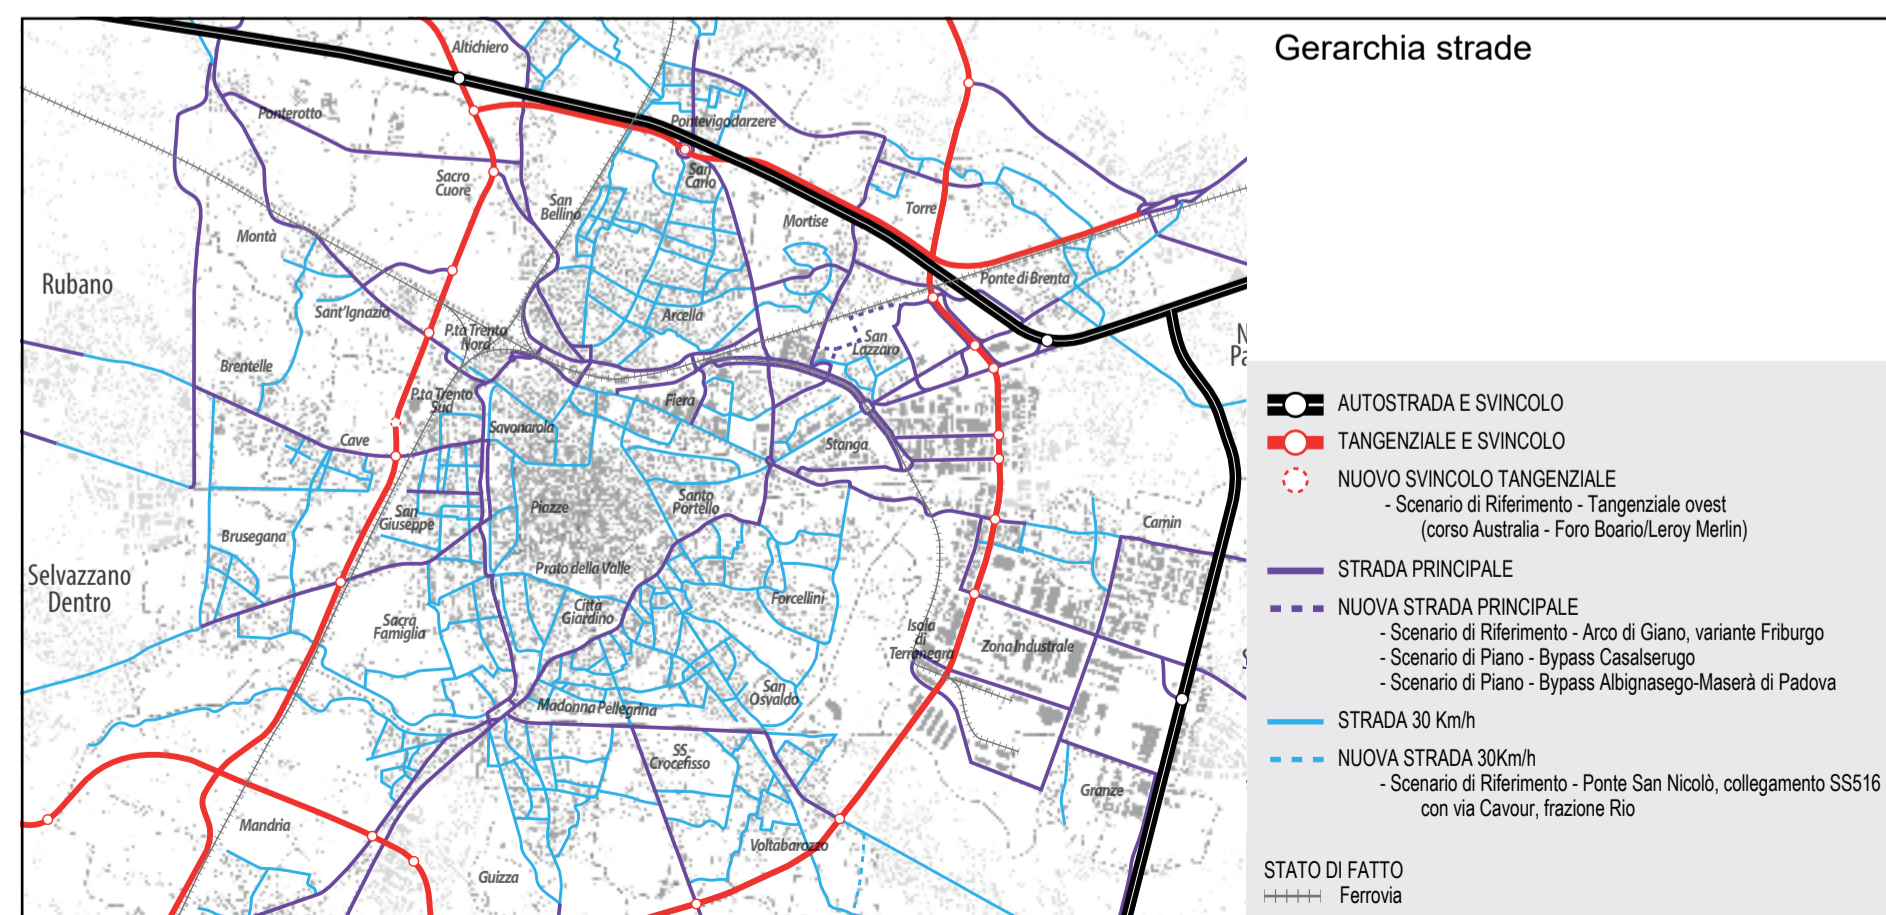 Gerarchia strade
Altichiero
Ponterotto
Pontevigodarzere
Sacro
Cuore
San
Carlo
San
Bellino
Mortise
Torre
Montà
Rubano
Ponte di Brenta
Sant'Ignazio
Arcella
P.ta Trento
Nord
San
Lazzaro
N
Pa
Brentelle
P.ta Trento
Sud
Fiera
Savonarola
Cave
Stanga
Piazze
Santo
Portello
San
Giuseppe
Camin
Brusegana
Selvazzano
Dentro
Prato della Valle
Forcellini
Città
Giardino
Sacra
Famiglia
Isola
di
Terranegra
Zona Industrale
San
Osvaldo
Madonna Pellegrina
SS
Crocefisso
Granze
Mandria
Voltabarozzo
Guizza
AUTOSTRADA E SVINCOLO
TANGENZIALE E SVINCOLO
NUOVO SVINCOLO TANGENZIALE
- Scenario di Riferimento - Tangenziale ovest
(corso Australia - Foro Boario/Leroy Merlin)
STRADA PRINCIPALE
NUOVA STRADA PRINCIPALE
- Scenario di Riferimento - Arco di Giano, variante Friburgo
- Scenario di Piano - Bypass Casalserugo
- Scenario di Piano - Bypass Albignasego-Maserà di Padova
STRADA 30 Km/h
NUOVA STRADA 30Km/h
- Scenario di Riferimento - Ponte San Nicolò, collegamento SS516
con via Cavour, frazione Rio
STATO DI FATTO
Ferrovia